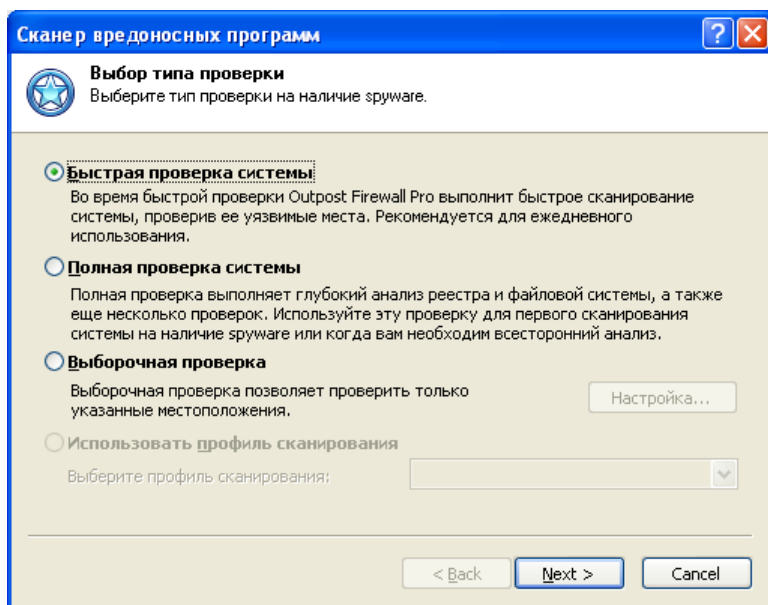 Сканер вредоносных программ
Выбор типа проверки
Выберите тип проверки на наличие spyware.
Быстрая проверка системы
Во время быстрой проверки Outpost Firewall Pro выполнит быстрое сканирование
системы, проверив ее уязвимые места. Рекомендуется для ежедневного
использования.
Полная проверка системы
Полная проверка выполняет глубокий анализ реестра и файловой системы, а также
еще несколько проверок. Используйте эту проверку для первого сканирования
системы на наличие spyware или когда вам необходим всесторонний анализ.
Выборочная проверка
Выборочная проверка позволяет проверить только
указанные местоположения.
Настройка...
Использовать профиль сканирования
Выберите профиль сканирования:
< Back
Next >
Cancel